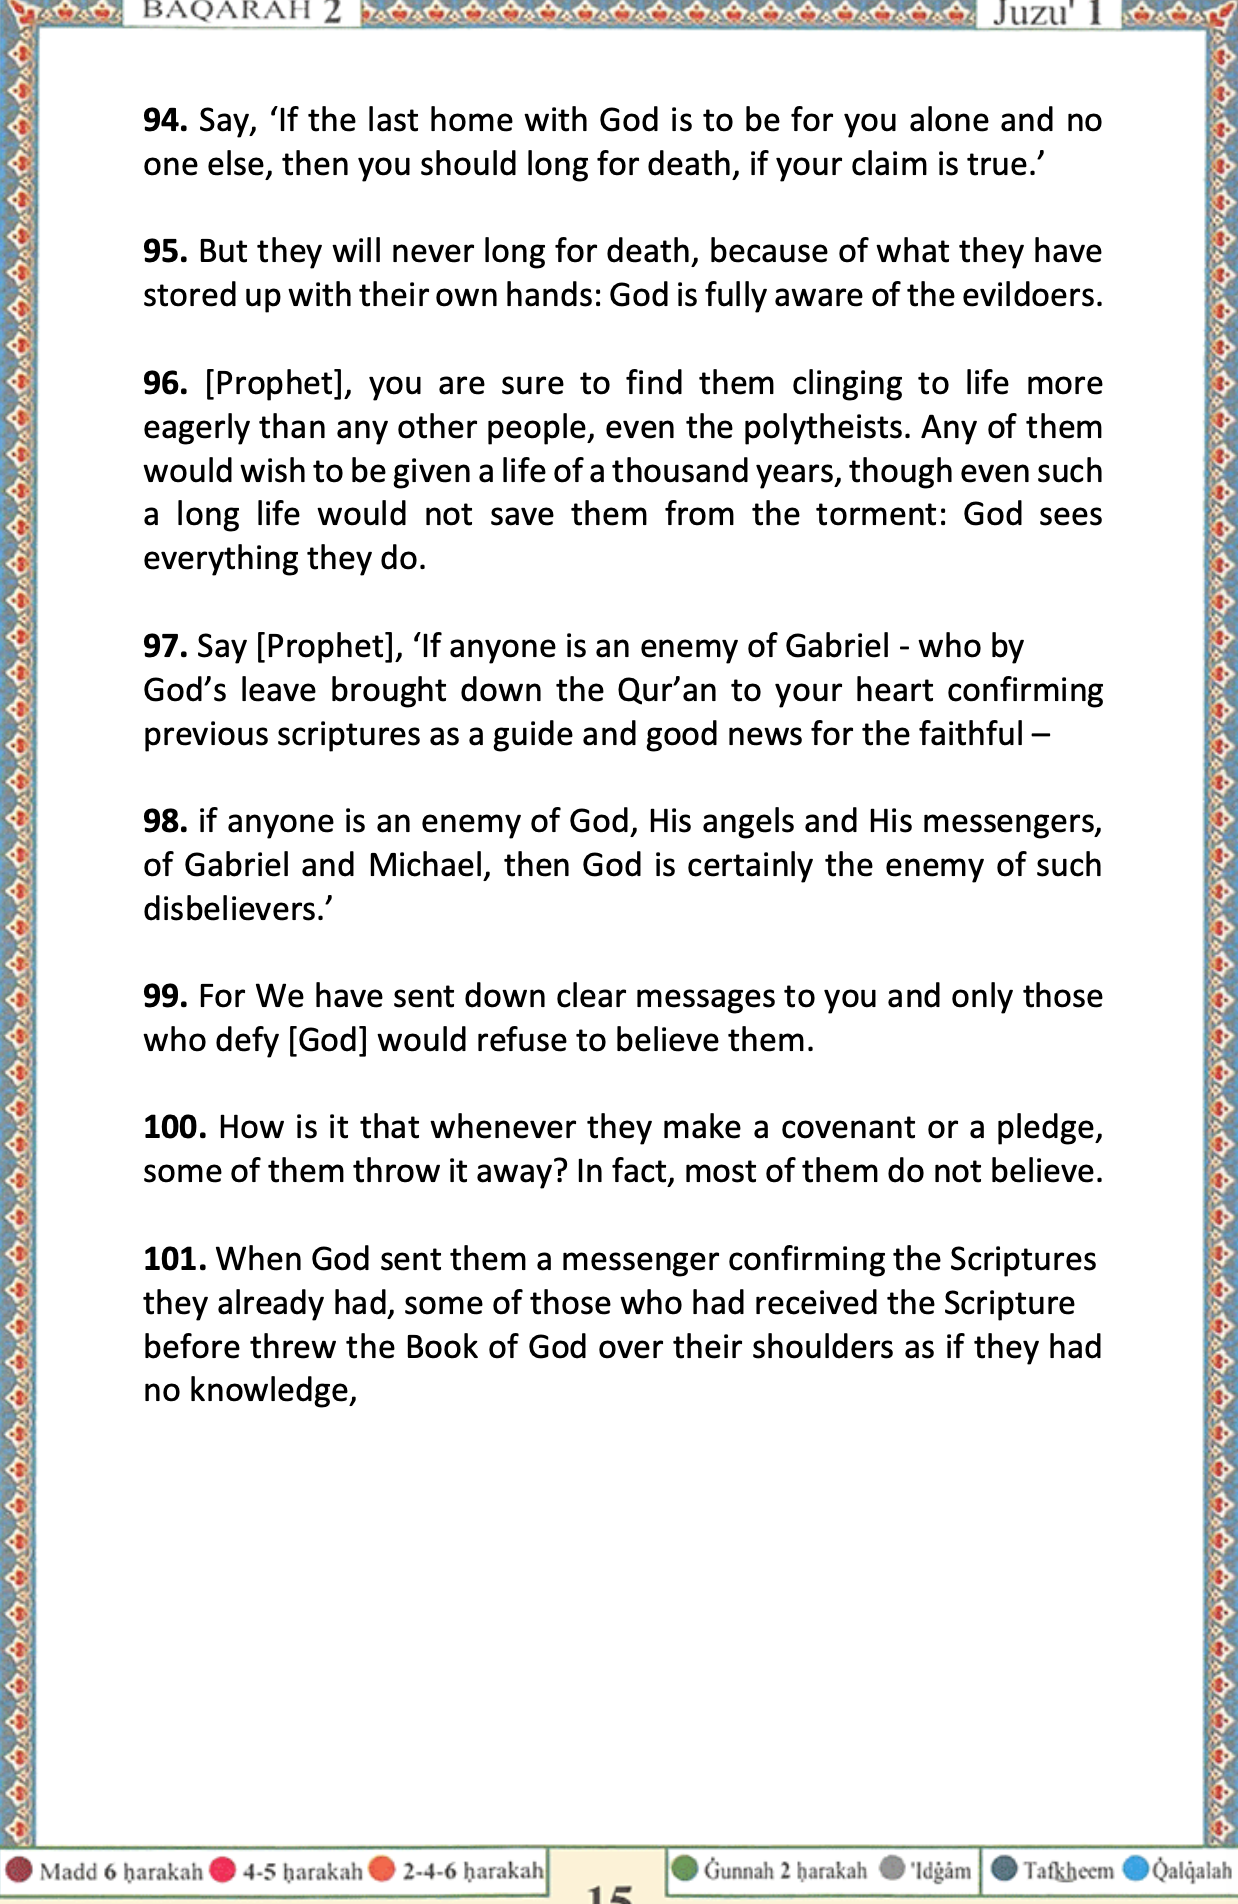 BAQARAH 2 Juzu' 1
94. Say, ‘If the last home with God is to be for you alone and no
one else, then you should long for death, if your claim is true.’
95. But they will never long for death, because of what they have
stored up with their own hands: God is fully aware of the evildoers.
96. [Prophet], you are sure to find them clinging to life more
eagerly than any other people, even the polytheists. Any of them
would wish to be given a life of a thousand years, though even such
a long life would not save them from the torment: God sees
everything they do.
97. Say [Prophet], ‘If anyone is an enemy of Gabriel - who by
God’s leave brought down the Qur’an to your heart confirming
previous scriptures as a guide and good news for the faithful –
98. if anyone is an enemy of God, His angels and His messengers,
of Gabriel and Michael, then God is certainly the enemy of such
disbelievers.’
99. For We have sent down clear messages to you and only those
who defy [God] would refuse to believe them.
100. How is it that whenever they make a covenant or a pledge,
some of them throw it away? In fact, most of them do not believe.
101. When God sent them a messenger confirming the Scriptures
they already had, some of those who had received the Scripture
before threw the Book of God over their shoulders as if they had
no knowledge,
Madd 6 ḥarakah 4-5 ḥarakah 2-4-6 ḥarakah Ġunnah 2 ḥarakah 'Idġâm Tafk͟heem Q̇alq̇alah
15